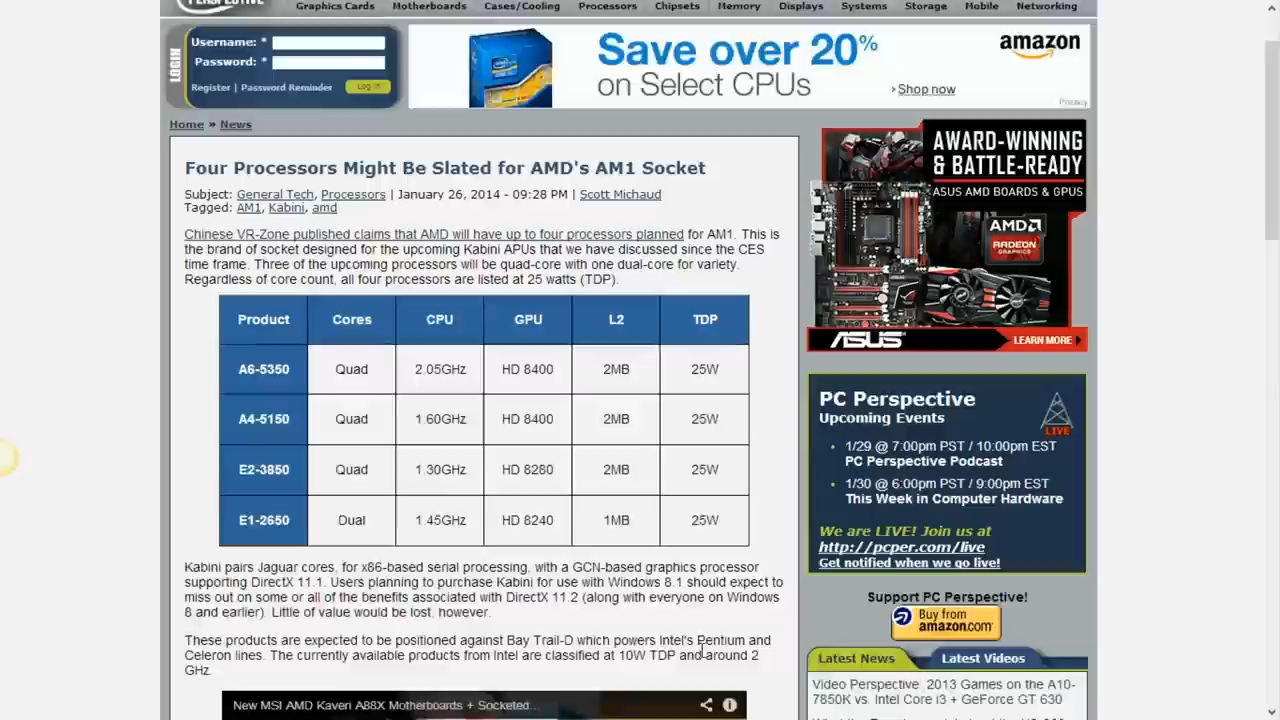 PERSPECTIVE
Graphics Cards Motherboards Cases/Cooling Processors Chipsets Memory Displays Systems Storage Mobile Networking
LOGIN
Username: *
Password: *
Register | Password Reminder Log in
Save over 20%
on Select CPUs
amazon
Shop now
Privacy
Home » News
Four Processors Might Be Slated for AMD's AM1 Socket
Subject: General Tech, Processors | January 26, 2014 - 09:28 PM | Scott Michaud
Tagged: AM1, Kabini, amd
Chinese VR-Zone published claims that AMD will have up to four processors planned for AM1. This is
the brand of socket designed for the upcoming Kabini APUs that we have discussed since the CES
time frame. Three of the upcoming processors will be quad-core with one dual-core for variety.
Regardless of core count, all four processors are listed at 25 watts (TDP).
Product Cores CPU GPU L2 TDP
A6-5350 Quad 2.05GHz HD 8400 2MB 25W
A4-5150 Quad 1.60GHz HD 8400 2MB 25W
E2-3850 Quad 1.30GHz HD 8280 2MB 25W
E1-2650 Dual 1.45GHz HD 8240 1MB 25W
Kabini pairs Jaguar cores, for x86-based serial processing, with a GCN-based graphics processor
supporting DirectX 11.1. Users planning to purchase Kabini for use with Windows 8.1 should expect to
miss out on some or all of the benefits associated with DirectX 11.2 (along with everyone on Windows
8 and earlier). Little of value would be lost, however.
These products are expected to be positioned against Bay Trail-D which powers Intel's Pentium and
Celeron lines. The currently available products from Intel are classified at 10W TDP and around 2
GHz.
New MSI AMD Kaveri A88X Motherboards + Socketed...
AWARD-WINNING
& BATTLE-READY
ASUS AMD BOARDS & GPUS
AMD
RADEON
GRAPHICS
ASUS LEARN MORE
PC Perspective
Upcoming Events
LIVE
• 1/29 @ 7:00pm PST / 10:00pm EST
PC Perspective Podcast
• 1/30 @ 6:00pm PST / 9:00pm EST
This Week in Computer Hardware
We are LIVE! Join us at
http://pcper.com/live
Get notified when we go live!
Support PC Perspective!
Buy from
amazon.com
Latest News Latest Videos
Video Perspective: 2013 Games on the A10-
7850K vs. Intel Core i3 + GeForce GT 630